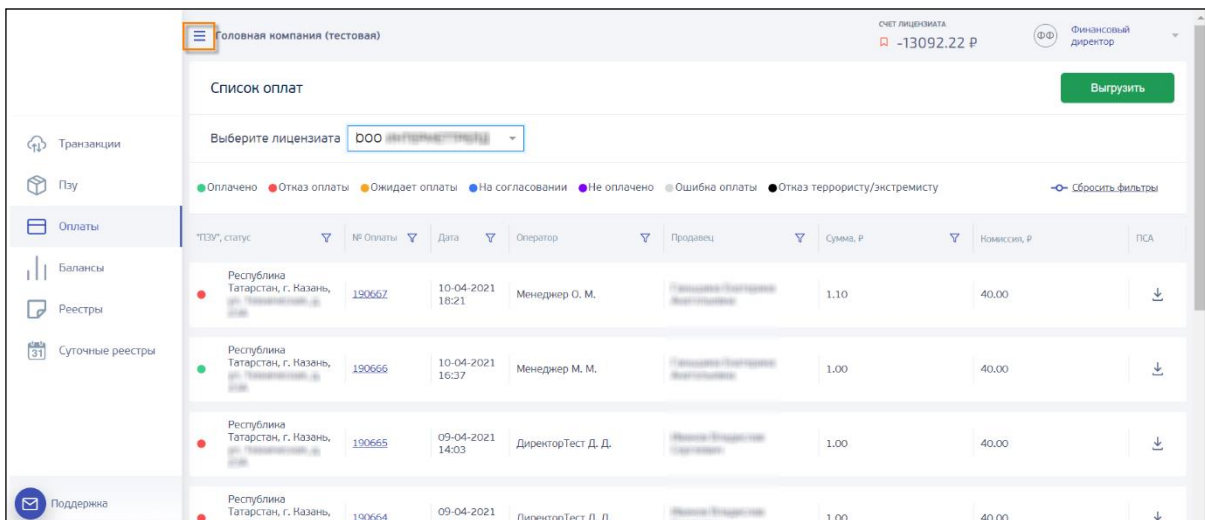 Головная компания (тестовая)
СЧЕТ ЛИЦЕНЗИАТА
-13092.22 ₽
ФФ
Финансовый
директор
Список оплат
Выгрузить
Выберите лицензиата
ООО
Транзакции
Пзу
Оплаты
Балансы
Реестры
31
Суточные реестры
Поддержка
Оплачено Отказ оплаты Ожидает оплаты На согласовании Не оплачено Ошибка оплаты Отказ террористу/экстремисту
Сбросить фильтры
"ПЗУ", статус № Оплаты Дата Оператор Продавец Сумма, ₽ Комиссия, ₽ ПСА
Республика
Татарстан, г. Казань,
190667
10-04-2021
18:21
Менеджер О. М.
1.10
40.00
Республика
Татарстан, г. Казань,
190666
10-04-2021
16:37
Менеджер М. М.
1.00
40.00
Республика
Татарстан, г. Казань,
190665
09-04-2021
14:03
ДиректорТест Д. Д.
1.00
40.00
Республика
Татарстан, г. Казань,
190664
09-04-2021
ДиректорТест Д. Д.
1.00
40.00